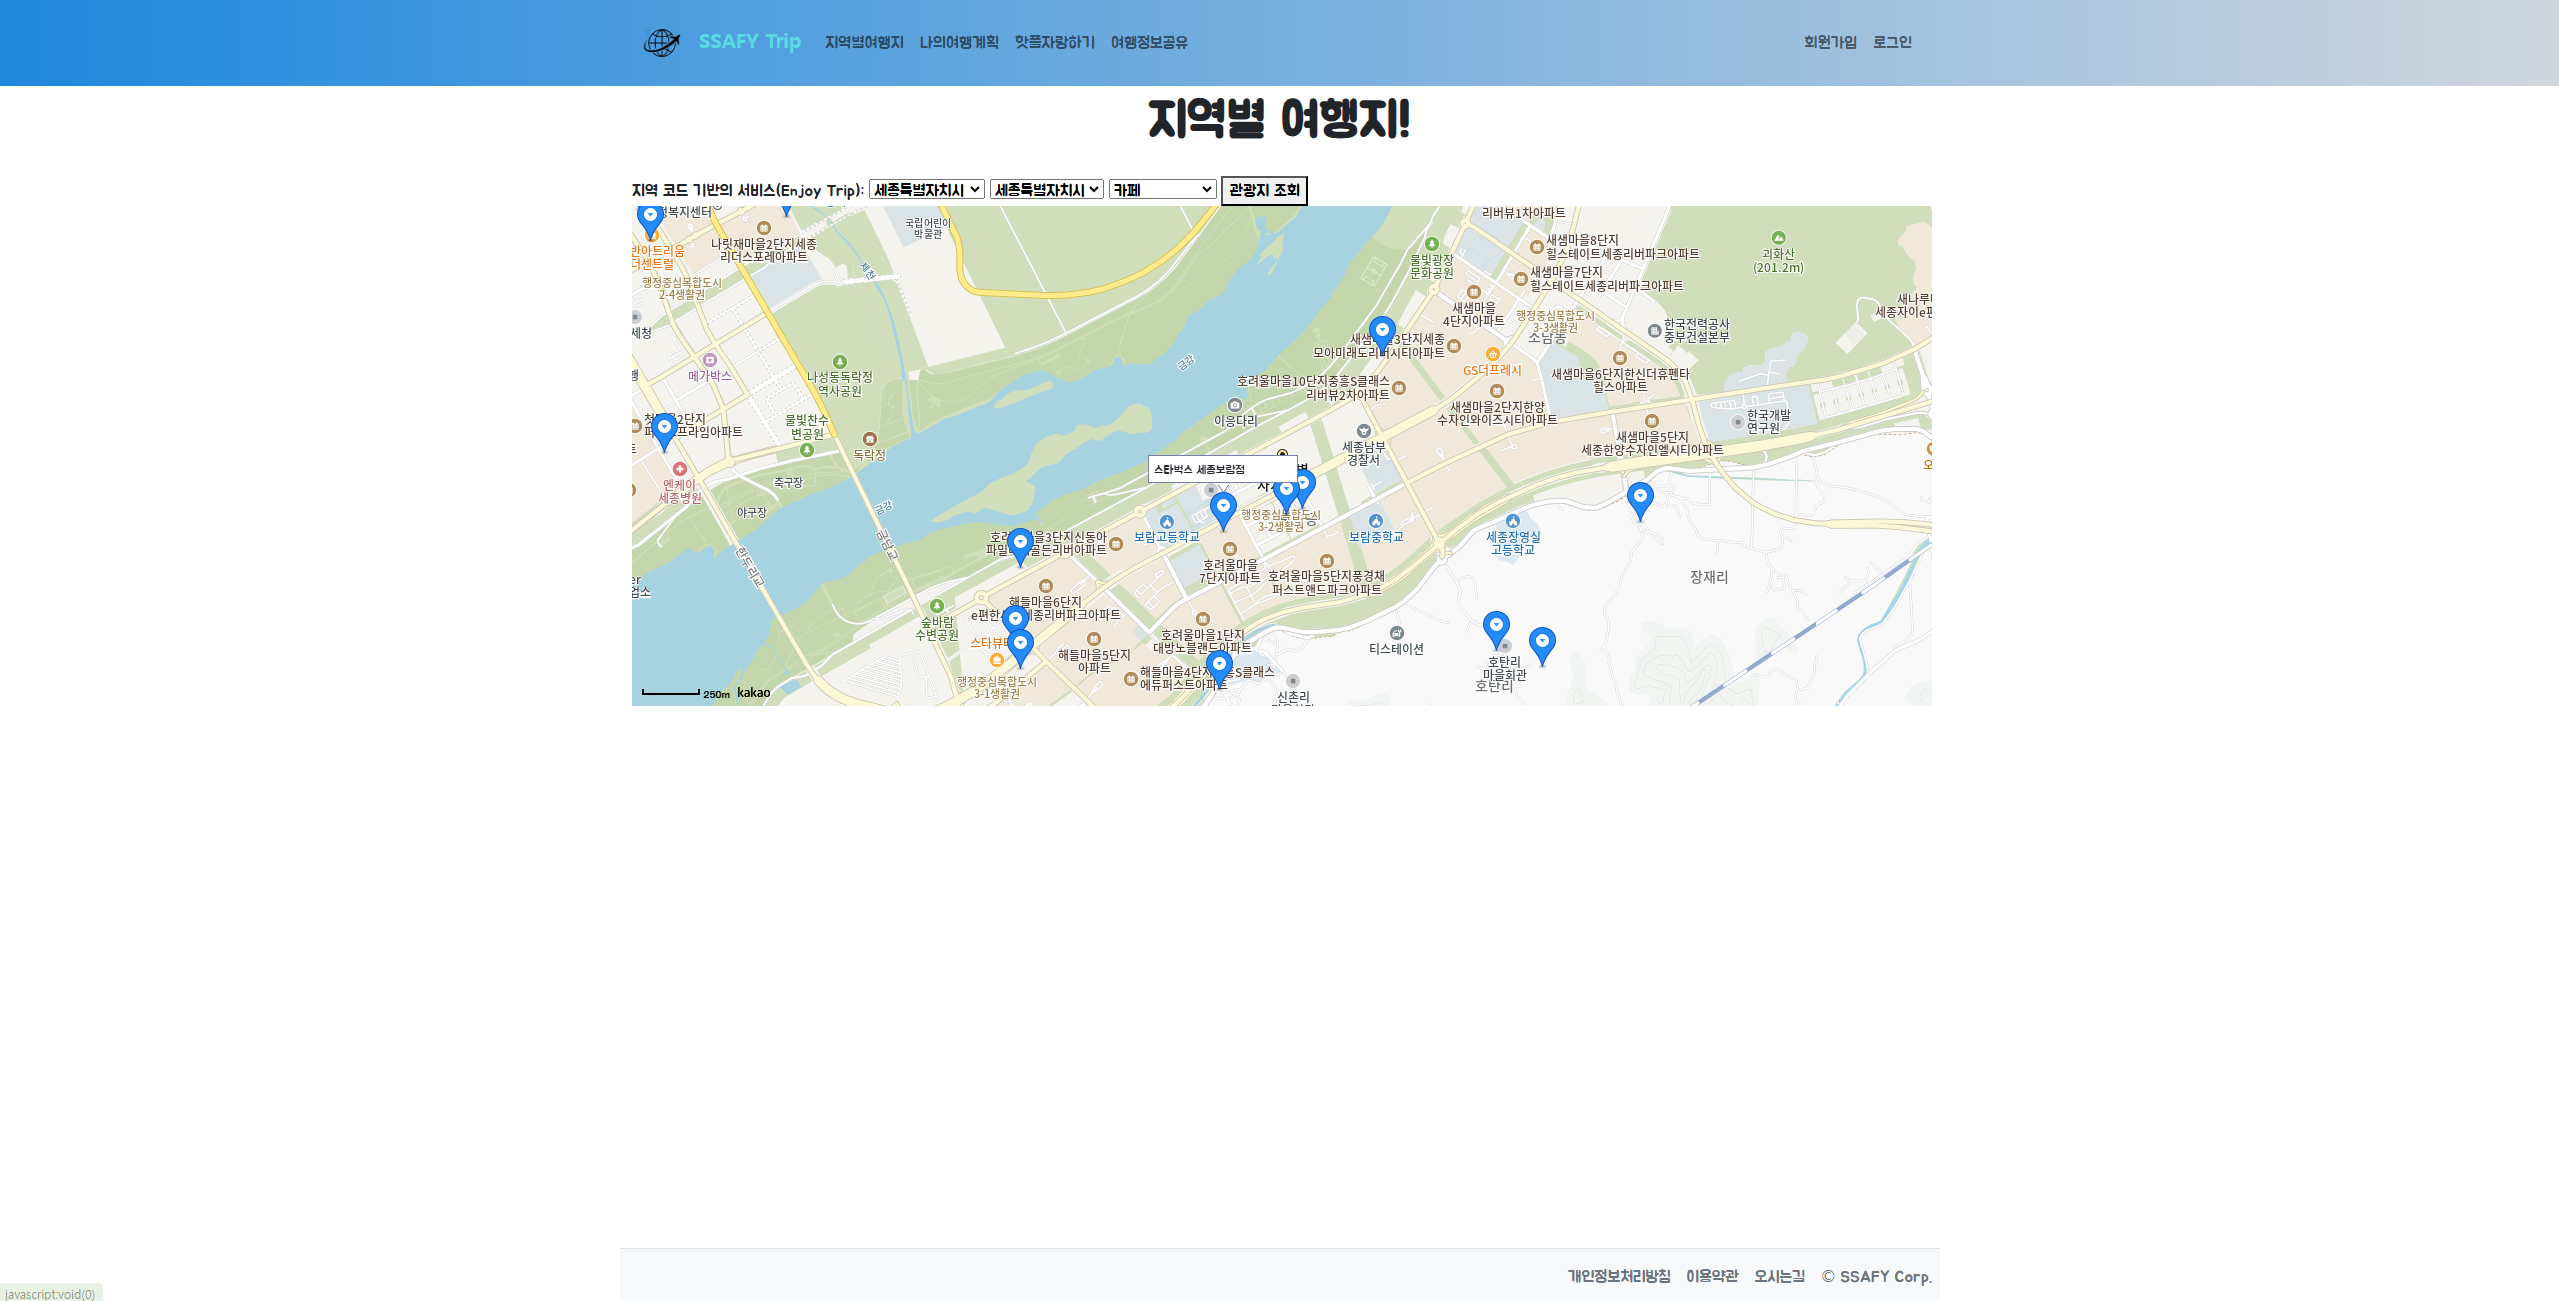 SSAFY Trip 지역별여행지 나의여행계획 핫플자랑하기 여행정보공유 회원가입 로그인
지역별 여행지!
지역 코드 기반의 서비스(Enjoy Trip): 세종특별자치시 세종특별자치시 카페 관광지 조회
나릿재마을2단지세종
리더스포레아파트
국립어린이
박물관
제천
리버뷰1차아파트
새샘마을8단지
힐스테이트세종리버파크아파트
새샘마을7단지
힐스테이트세종리버파크아파트
괴화산
(201.2m)
물빛광장
문화공원
행정중심복합도시
2-4생활권
새샘마을
4단지아파트
행정중심복합도시
3-3생활권
소담동
한국전력공사
중부건설본부
모아미래도리버시티아파트
GS더프레시
메가박스
나성동독락정
역사공원
금강
호려울마을10단지중흥S클래스
리버뷰2차아파트
새샘마을6단지한신더휴펜타
힐스아파트
새샘마을2단지한양
수자인와이즈시티아파트
한국개발
연구원
이응다리
물빛찬수
변공원
독락정
세종남부
경찰서
새샘마을5단지
세종한양수자인엘시티아파트
스타벅스 세종보람점
엔케이
세종병원
축구장
야구장
금강
금남교
한두리교
행정중심복합도시
3-2생활권
보람고등학교
보람중학교
세종장영실
고등학교
호려울마을
7단지아파트
호려울마을5단지풍경채
퍼스트앤드파크아파트
장재리
해들마을6단지
숲바람
수변공원
호려울마을1단지
대방노블랜드아파트
티스테이션
해들마을5단지
아파트
호탄리
마을회관
호탄리
에듀퍼스트아파트
행정중심복합도시
3-1생활권
신촌리
250m kakao
개인정보처리방침 이용약관 오시는길 © SSAFY Corp.
javascript:void(0)